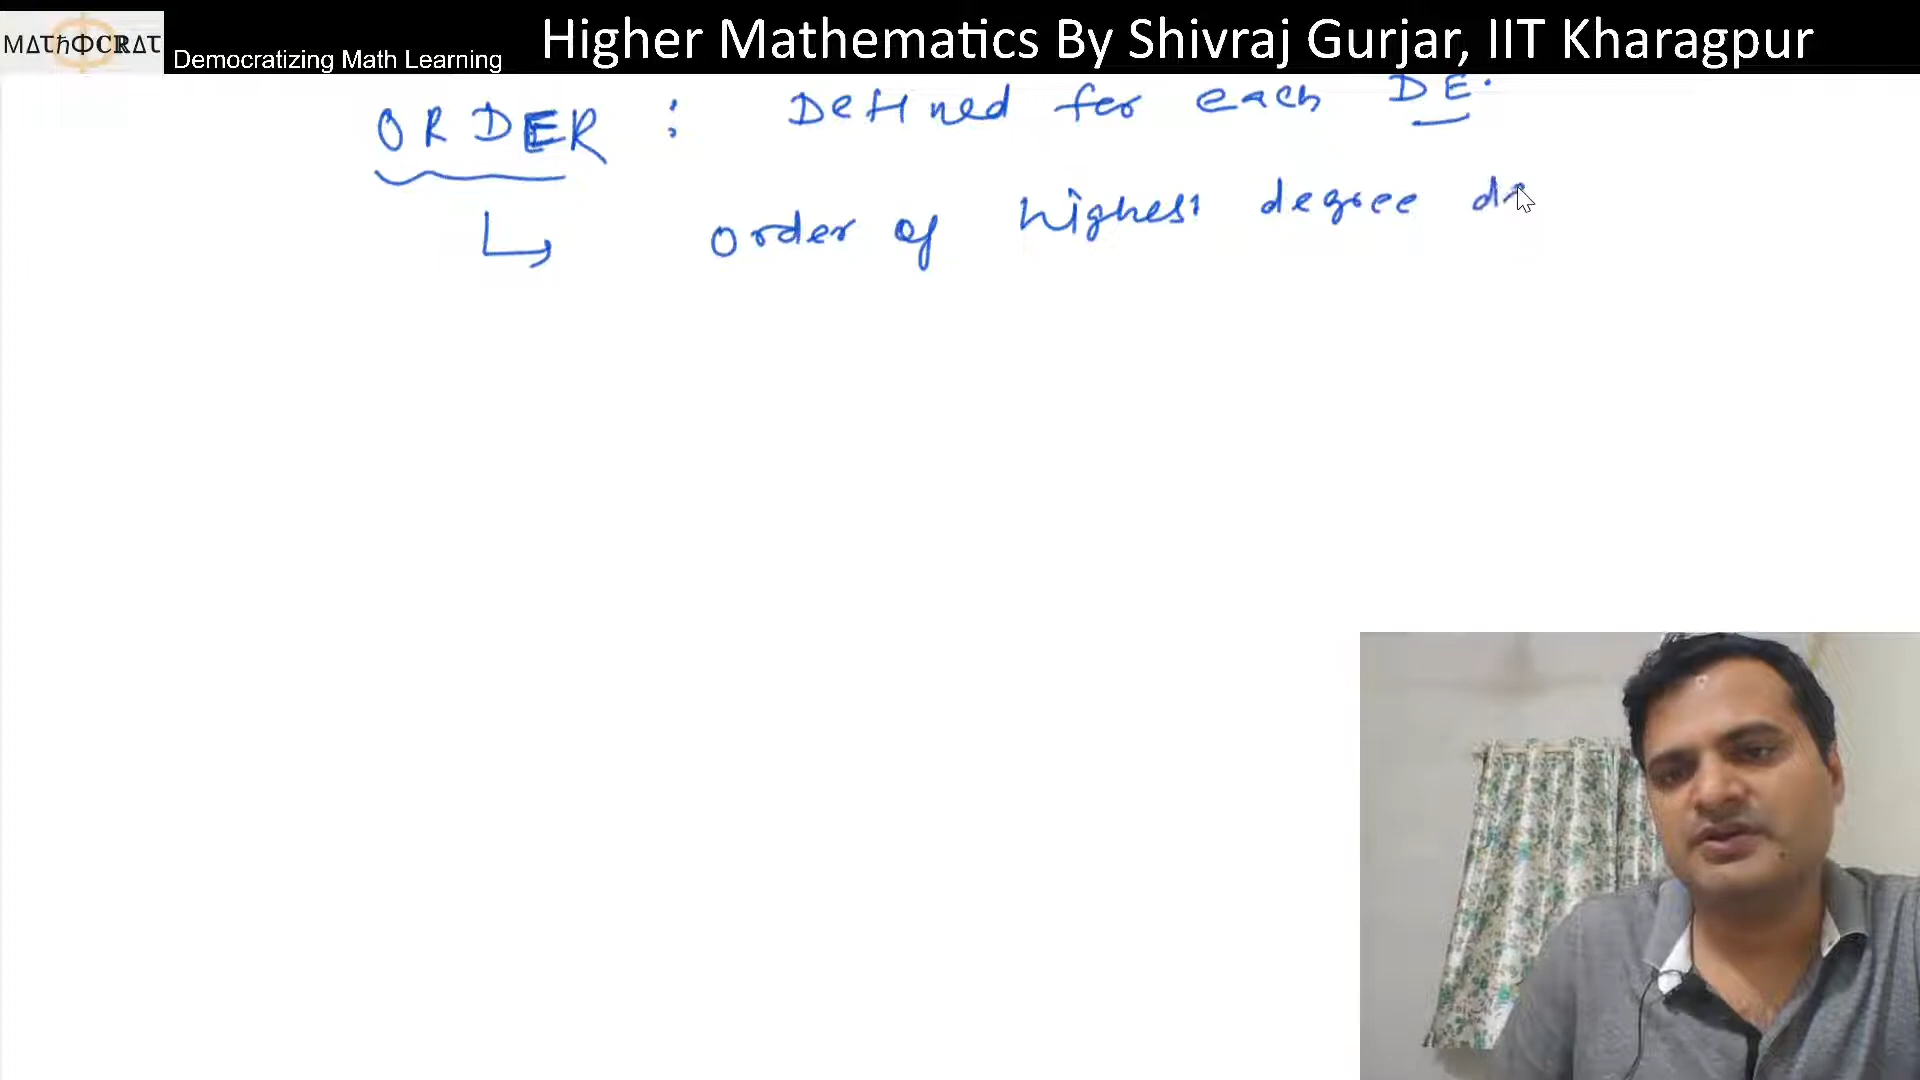 MΔτℏΦCℝΔτ
Democratizing Math Learning
Higher Mathematics By Shivraj Gurjar, IIT Kharagpur
ORDER : Defined for each DE.
↳ order of highest degree